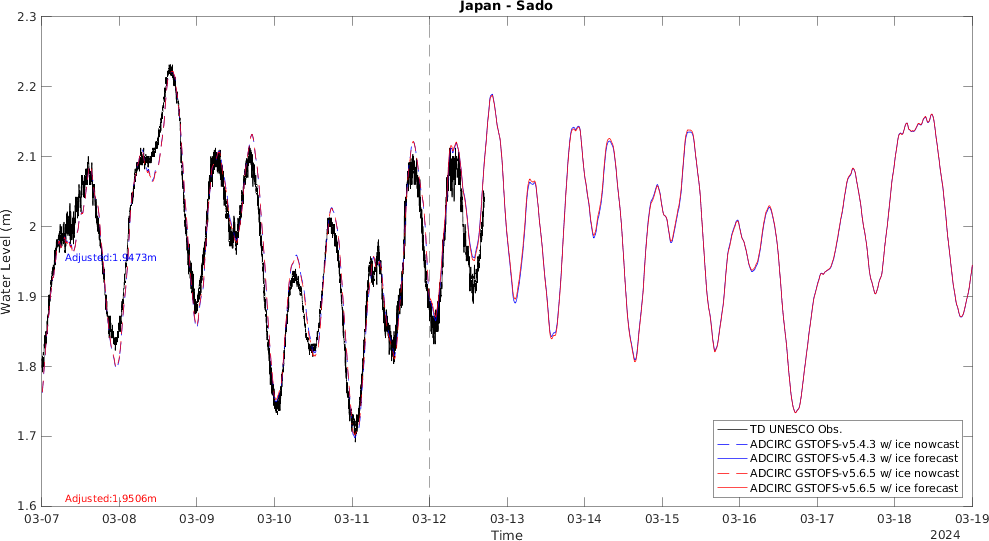 Japan - Sado
Water Level (m)
2.3
2.2
2.1
2
1.9
1.8
1.7
1.6
Adjusted:1.9473m
Adjusted:1.9506m
TD UNESCO Obs.
ADCIRC GSTOFS-v5.4.3 w/ ice nowcast
ADCIRC GSTOFS-v5.4.3 w/ ice forecast
ADCIRC GSTOFS-v5.6.5 w/ ice nowcast
ADCIRC GSTOFS-v5.6.5 w/ ice forecast
03-07 03-08 03-09 03-10 03-11 03-12 03-13 03-14 03-15 03-16 03-17 03-18 03-19
Time
2024